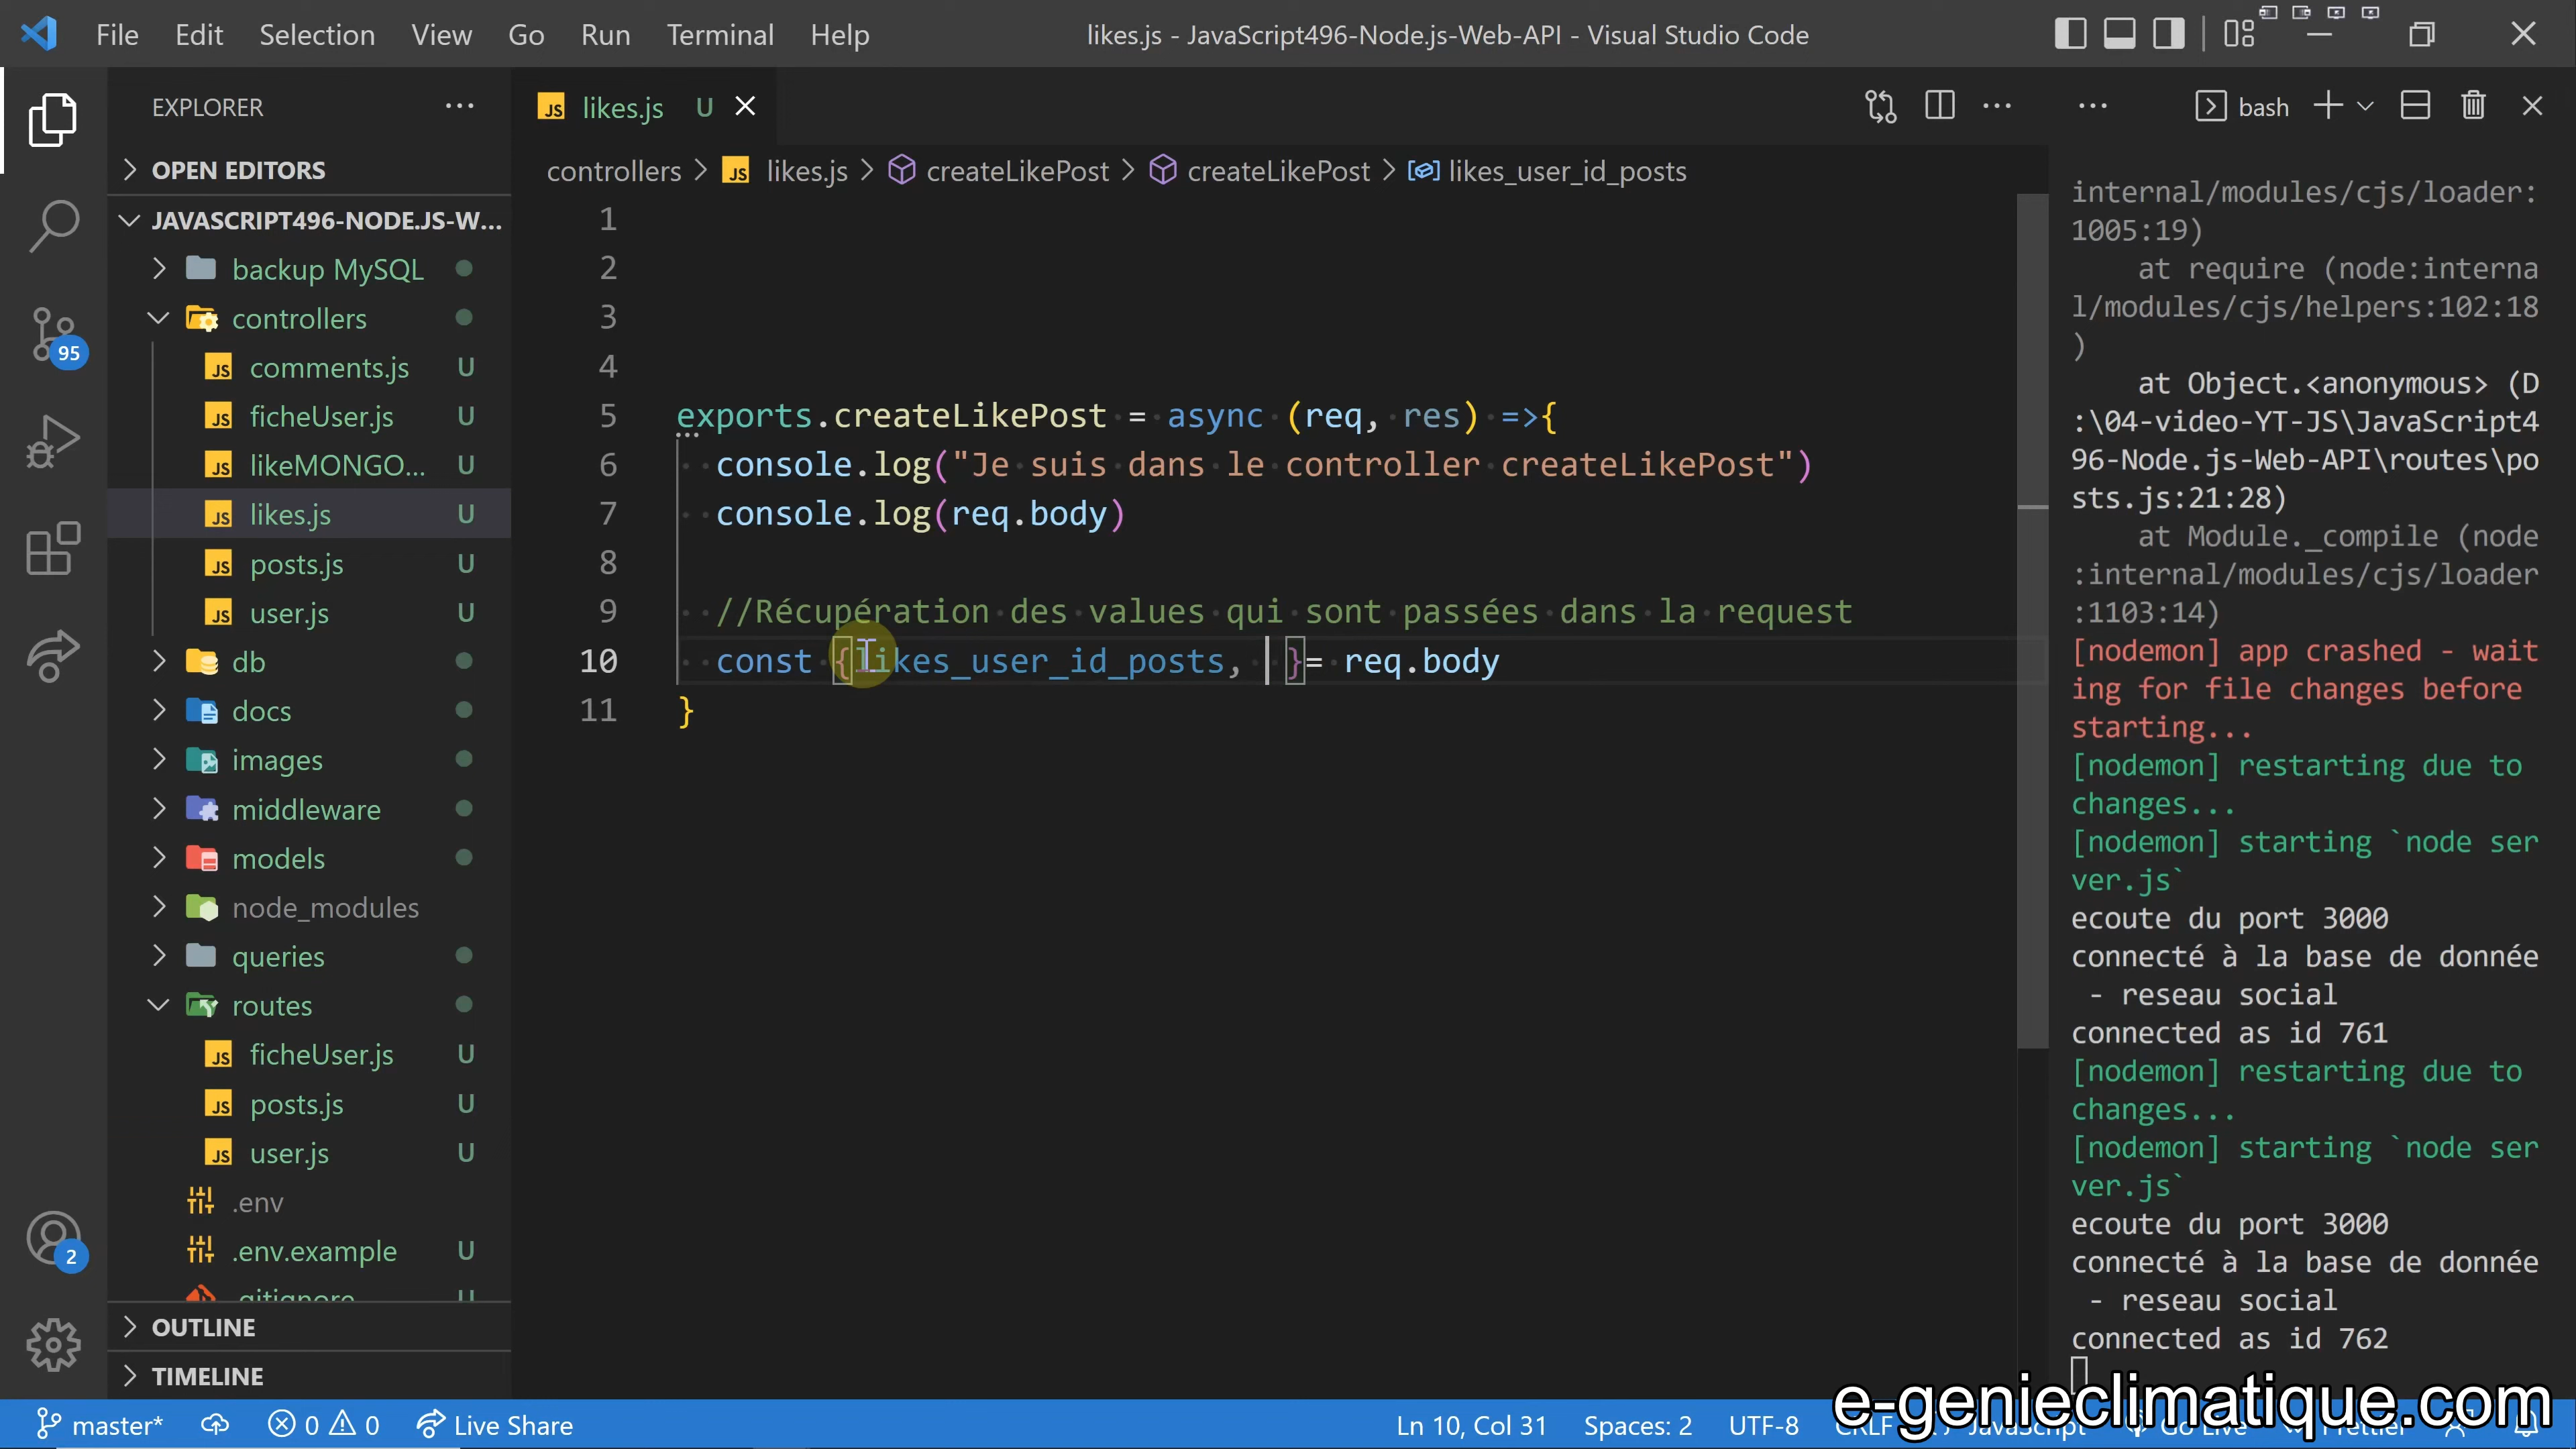 File Edit Selection View Go Run Terminal Help
likes.js - JavaScript496-Node.js-Web-API - Visual Studio Code
EXPLORER
OPEN EDITORS
JAVASCRIPT496-NODE.JS-W...
backup MySQL
controllers
comments.js U
ficheUser.js U
likeMONGO... U
likes.js U
posts.js U
user.js U
db
docs
images
middleware
models
node_modules
queries
routes
ficheUser.js U
posts.js U
user.js U
.env
.env.example U
.gitignore U
OUTLINE
TIMELINE
95
2
likes.js U
controllers > likes.js > createLikePost > createLikePost > likes_user_id_posts
1
2
3
4
5 exports.createLikePost = async (req, res) =>{
6 console.log("Je suis dans le controller createLikePost")
7 console.log(req.body)
8
9 //Récupération des values qui sont passées dans la request
10 const {likes_user_id_posts, }= req.body
11 }
bash
internal/modules/cjs/loader:
1005:19)
at require (node:interna
l/modules/cjs/helpers:102:18
)
at Object.<anonymous> (D
:\04-video-YT-JS\JavaScript4
96-Node.js-Web-API\routes\po
sts.js:21:28)
at Module._compile (node
:internal/modules/cjs/loader
:1103:14)
[nodemon] app crashed - wait
ing for file changes before
starting...
[nodemon] restarting due to
changes...
[nodemon] starting `node ser
ver.js`
ecoute du port 3000
connecté à la base de donnée
- reseau social
connected as id 761
[nodemon] restarting due to
changes...
[nodemon] starting `node ser
ver.js`
ecoute du port 3000
connecté à la base de donnée
- reseau social
connected as id 762
e-genieclimatique.com
master* 0 0 Live Share Ln 10, Col 31 Spaces: 2 UTF-8 CRLF JavaScript Go Live Prettier